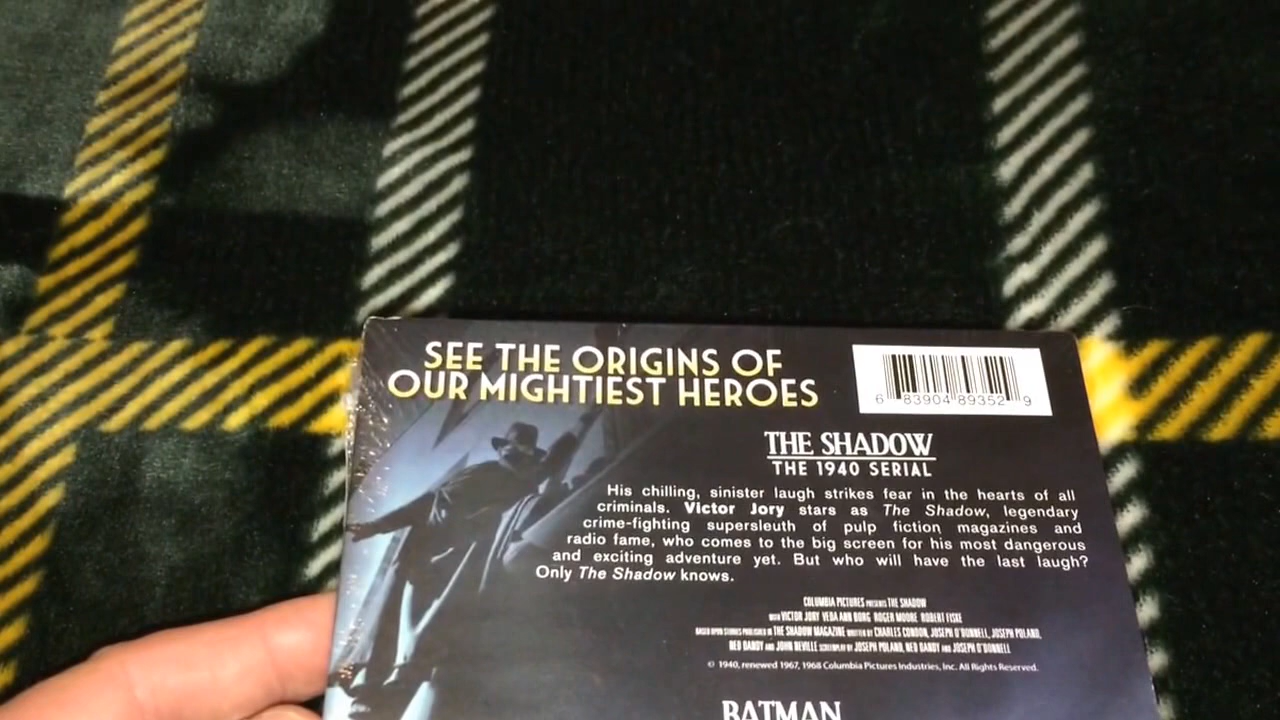 SEE THE ORIGINS OF
OUR MIGHTIEST HEROES
6 83904 89352 9
THE SHADOW
THE 1940 SERIAL
His chilling, sinister laugh strikes fear in the hearts of all
criminals. Victor Jory stars as The Shadow, legendary
crime-fighting supersleuth of pulp fiction magazines and
radio fame, who comes to the big screen for his most dangerous
and exciting adventure yet. But who will have the last laugh?
Only The Shadow knows.
COLUMBIA PICTURES PRESENTS THE SHADOW
WITH VICTOR JORY VEDA ANN BORG ROGER MOORE ROBERT FISKE
BASED UPON STORIES PUBLISHED IN THE SHADOW MAGAZINE WRITTEN BY CHARLES CONDON, JOSEPH O'DONNELL, JOSEPH POLAND,
NED DANDY AND JOHN NEVILLE SCREENPLAY BY JOSEPH POLAND, NED DANDY AND JOSEPH O'DONNELL
© 1940, renewed 1967, 1968 Columbia Pictures Industries, Inc. All Rights Reserved.
BATMAN